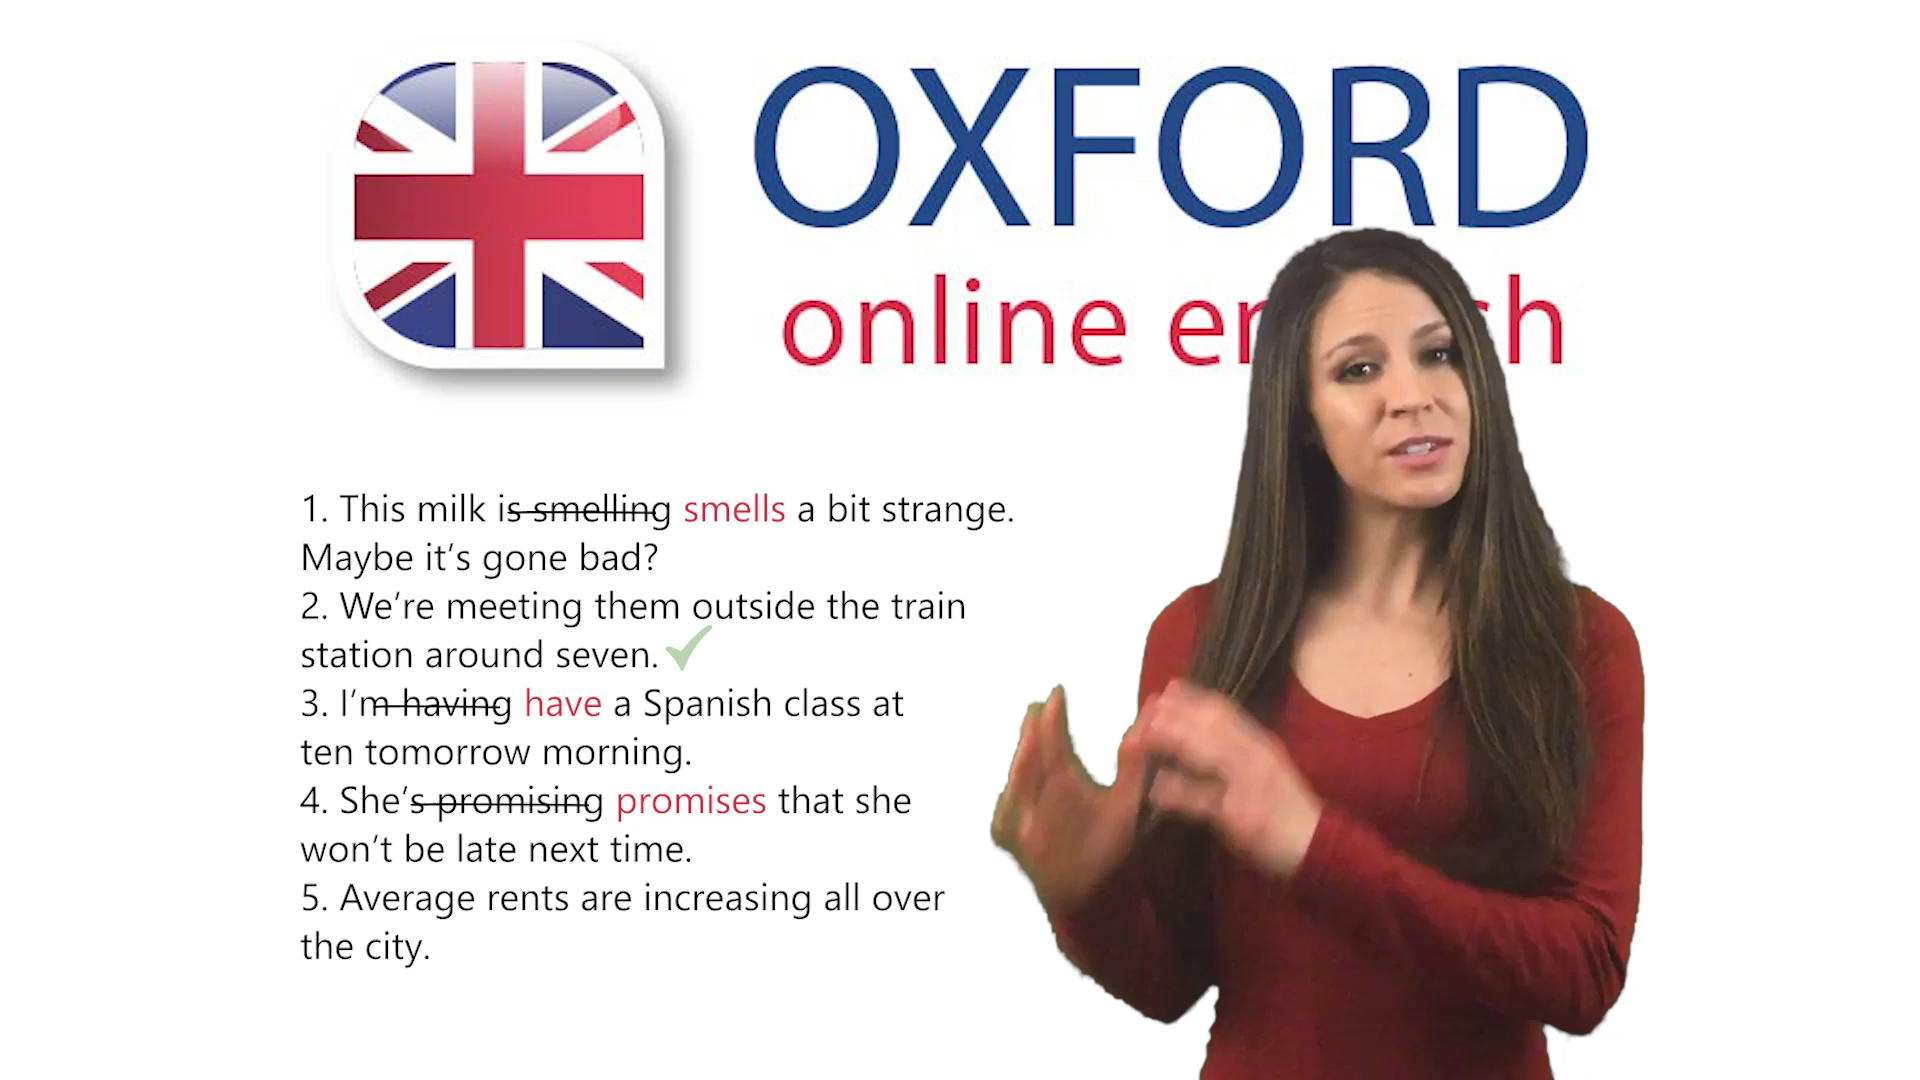 OXFORD
online
1. This milk is smelling smells a bit strange.
Maybe it's gone bad?
2. We're meeting them outside the train
station around seven.
3. I'm having have a Spanish class at
ten tomorrow morning.
4. She's promising promises that she
won't be late next time.
5. Average rents are increasing all over
the city.